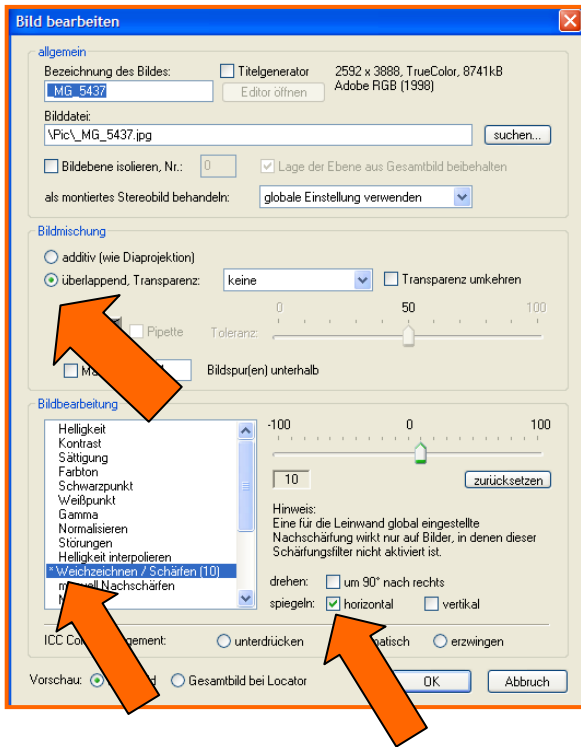 Bild bearbeiten
allgemein
Bezeichnung des Bildes:
Titelgenerator
2592 x 3888, TrueColor, 8741kB
_MG_5437
Editor öffnen
Adobe RGB (1998)
Bilddatei:
\Pic\_MG_5437.jpg
suchen...
Bildebene isolieren, Nr.:
0
Lage der Ebene aus Gesamtbild beibehalten
als montiertes Stereobild behandeln:
globale Einstellung verwenden
Bildmischung
additiv (wie Diaprojektion)
überlappend, Transparenz:
keine
Transparenz umkehren
0 50 100
Pipette
Toleranz:
Bildspur(en) unterhalb
Bildbearbeitung
Helligkeit
Kontrast
Sättigung
Farbton
Schwarzpunkt
Weißpunkt
Gamma
Normalisieren
Störungen
Helligkeit interpolieren
* Weichzeichnen / Schärfen (10)
Nachschärfen
-100 0 100
10
zurücksetzen
Hinweis:
Eine für die Leinwand global eingestellte
Nachschärfung wirkt nur auf Bilder, in denen dieser
Schärfungsfilter nicht aktiviert ist.
drehen:
um 90° nach rechts
spiegeln:
horizontal
vertikal
ICC
unterdrücken
erzwingen
Vorschau:
Gesamtbild bei Locator
OK
Abbruch